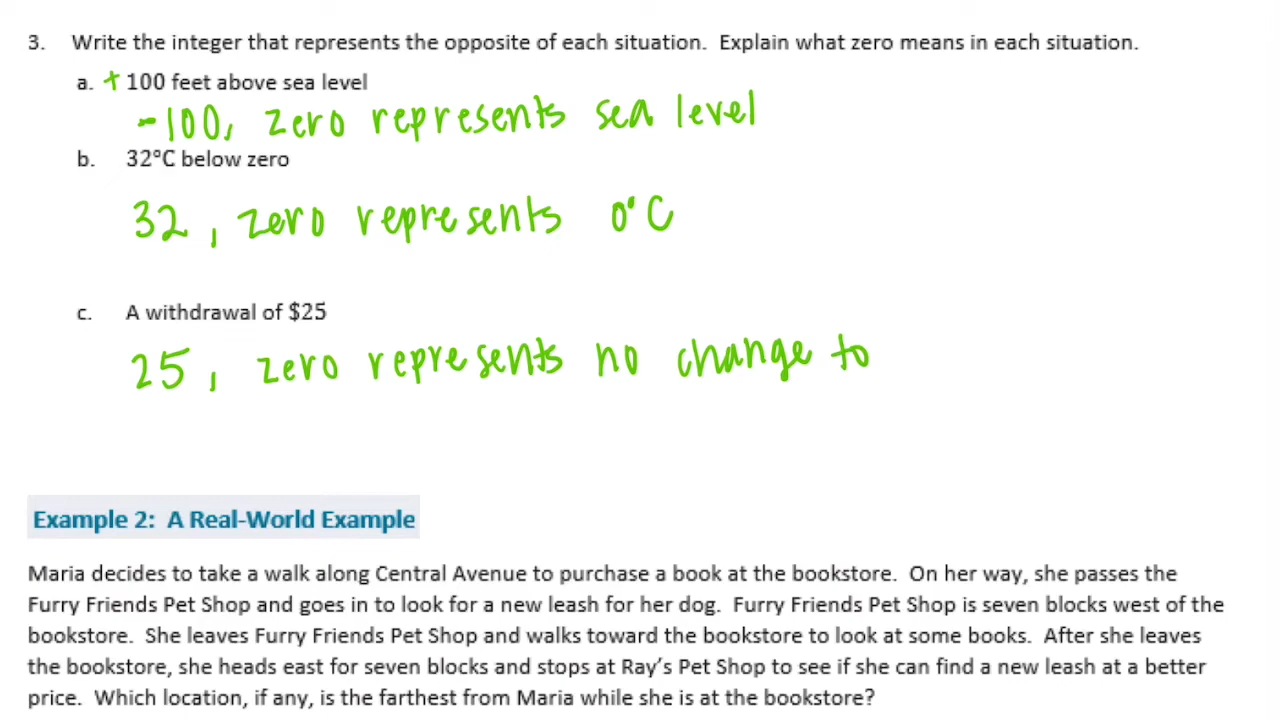 3. Write the integer that represents the opposite of each situation. Explain what zero means in each situation.
a. + 100 feet above sea level
-100, zero represents sea level
b. 32°C below zero
32, zero represents 0°C
c. A withdrawal of $25
25, zero represents no change to
Example 2: A Real-World Example
Maria decides to take a walk along Central Avenue to purchase a book at the bookstore. On her way, she passes the
Furry Friends Pet Shop and goes in to look for a new leash for her dog. Furry Friends Pet Shop is seven blocks west of the
bookstore. She leaves Furry Friends Pet Shop and walks toward the bookstore to look at some books. After she leaves
the bookstore, she heads east for seven blocks and stops at Ray's Pet Shop to see if she can find a new leash at a better
price. Which location, if any, is the farthest from Maria while she is at the bookstore?